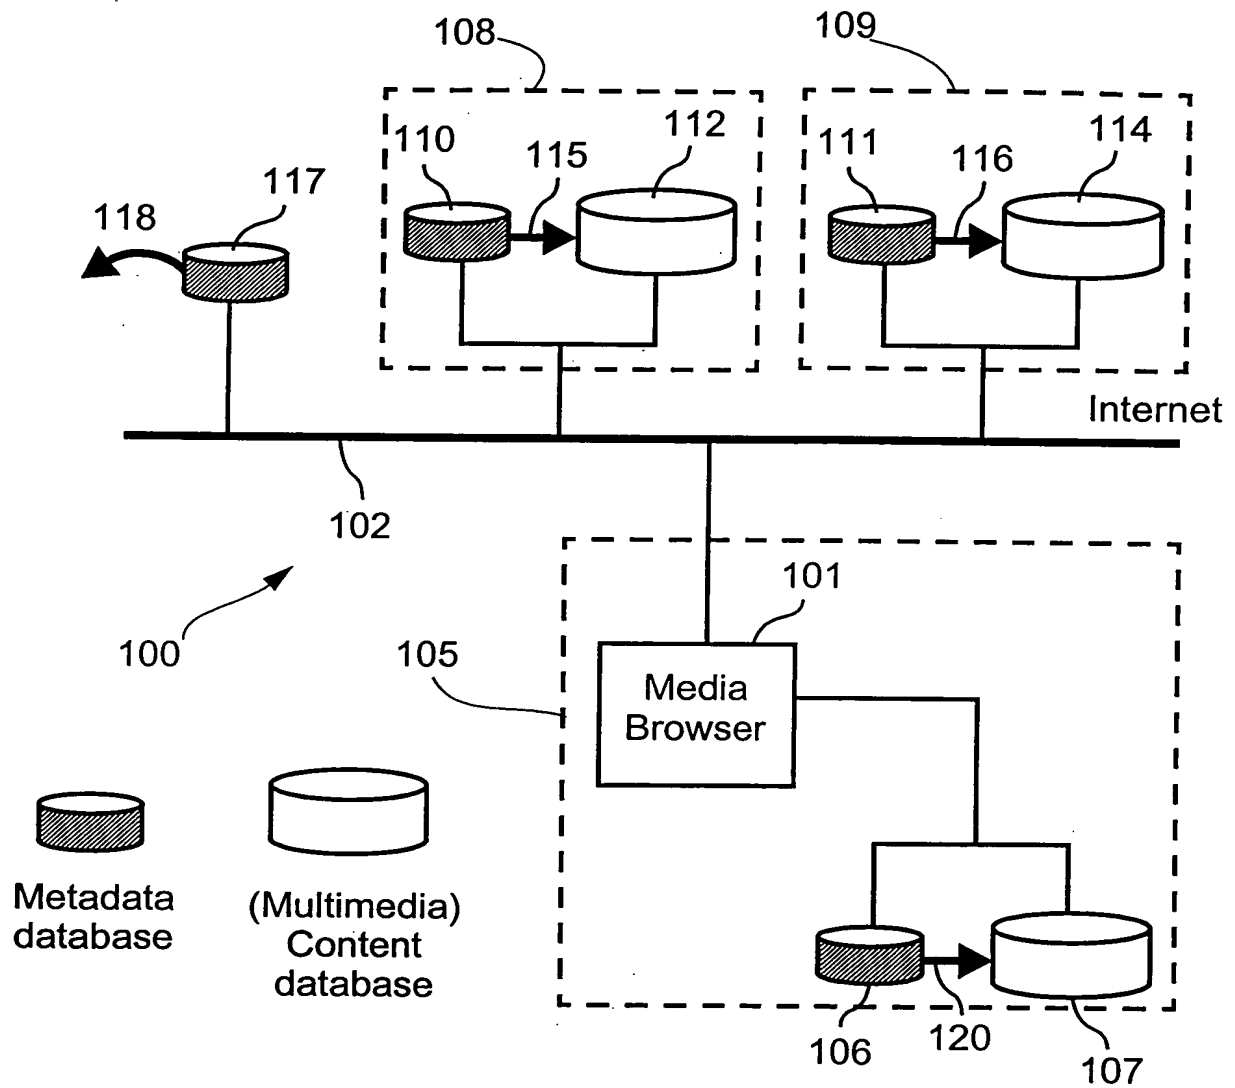 108
109
110
115
112
111
116
114
117
118
Internet
102
101
100
105
Media
Browser
Metadata
database
(Multimedia)
Content
database
106
120
107